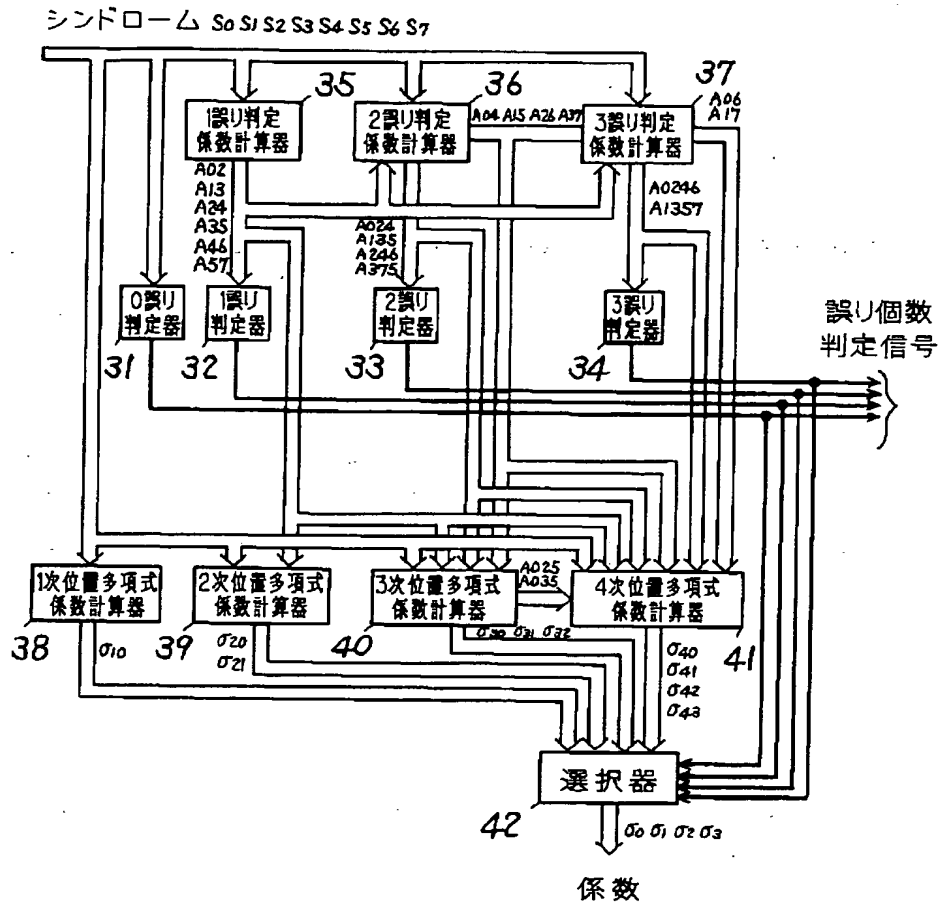 シンドローム S0 S1 S2 S3 S4 S5 S6 S7
35
36
37
1誤り判定
係数計算器
2誤り判定
係数計算器
A04 A15 A26 A37
3誤り判定
係数計算器
A06
A17
A02
A13
A24
A35
A46
A57
A024
A135
A246
A375
A0246
A1357
0誤り
判定器
1誤り
判定器
2誤り
判定器
3誤り
判定器
31
32
33
34
誤り個数
判定信号
1次位置多項式
係数計算器
2次位置多項式
係数計算器
3次位置多項式
係数計算器
A025
A035
4次位置多項式
係数計算器
38
39
40
41
σ10
σ20
σ21
σ30 σ31 σ32
σ40
σ41
σ42
σ43
選択器
42
σ0 σ1 σ2 σ3
係数